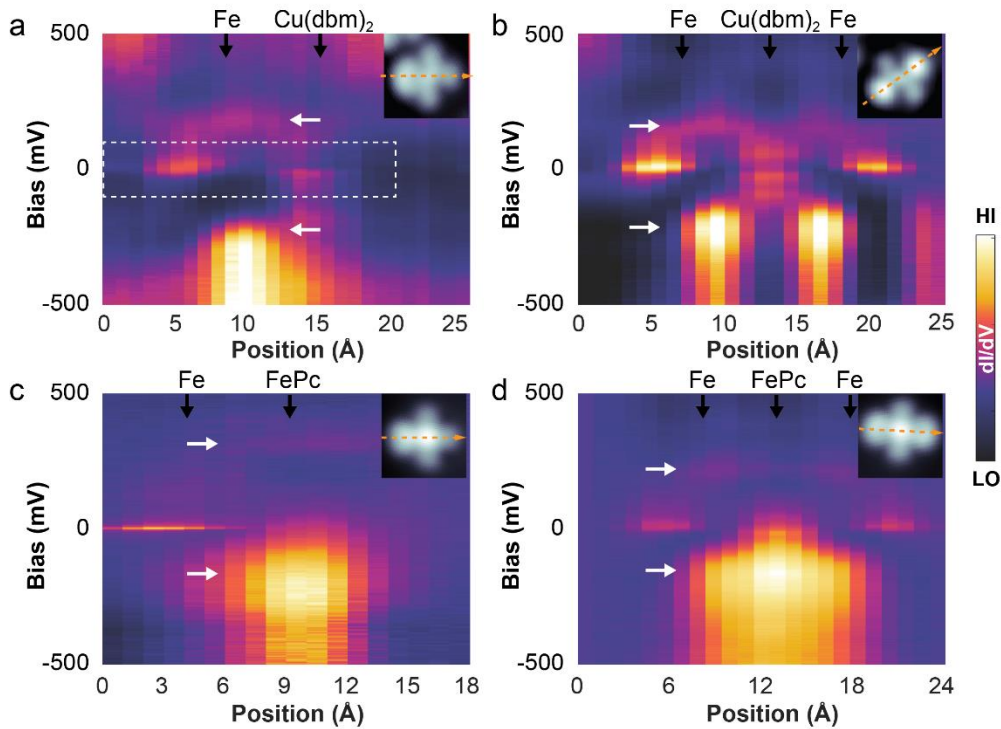 a
Fe
Cu(dbm)₂
500
0
-500
Bias (mV)
0 5 10 15 20 25
Position (Å)
b
Fe
Cu(dbm)₂
Fe
500
0
-500
Bias (mV)
0 5 10 15 20 25
Position (Å)
HI
dI/dV
LO
c
Fe
FePc
500
0
-500
Bias (mV)
0 3 6 9 12 15 18
Position (Å)
d
Fe
FePc
Fe
500
0
-500
Bias (mV)
0 6 12 18 24
Position (Å)